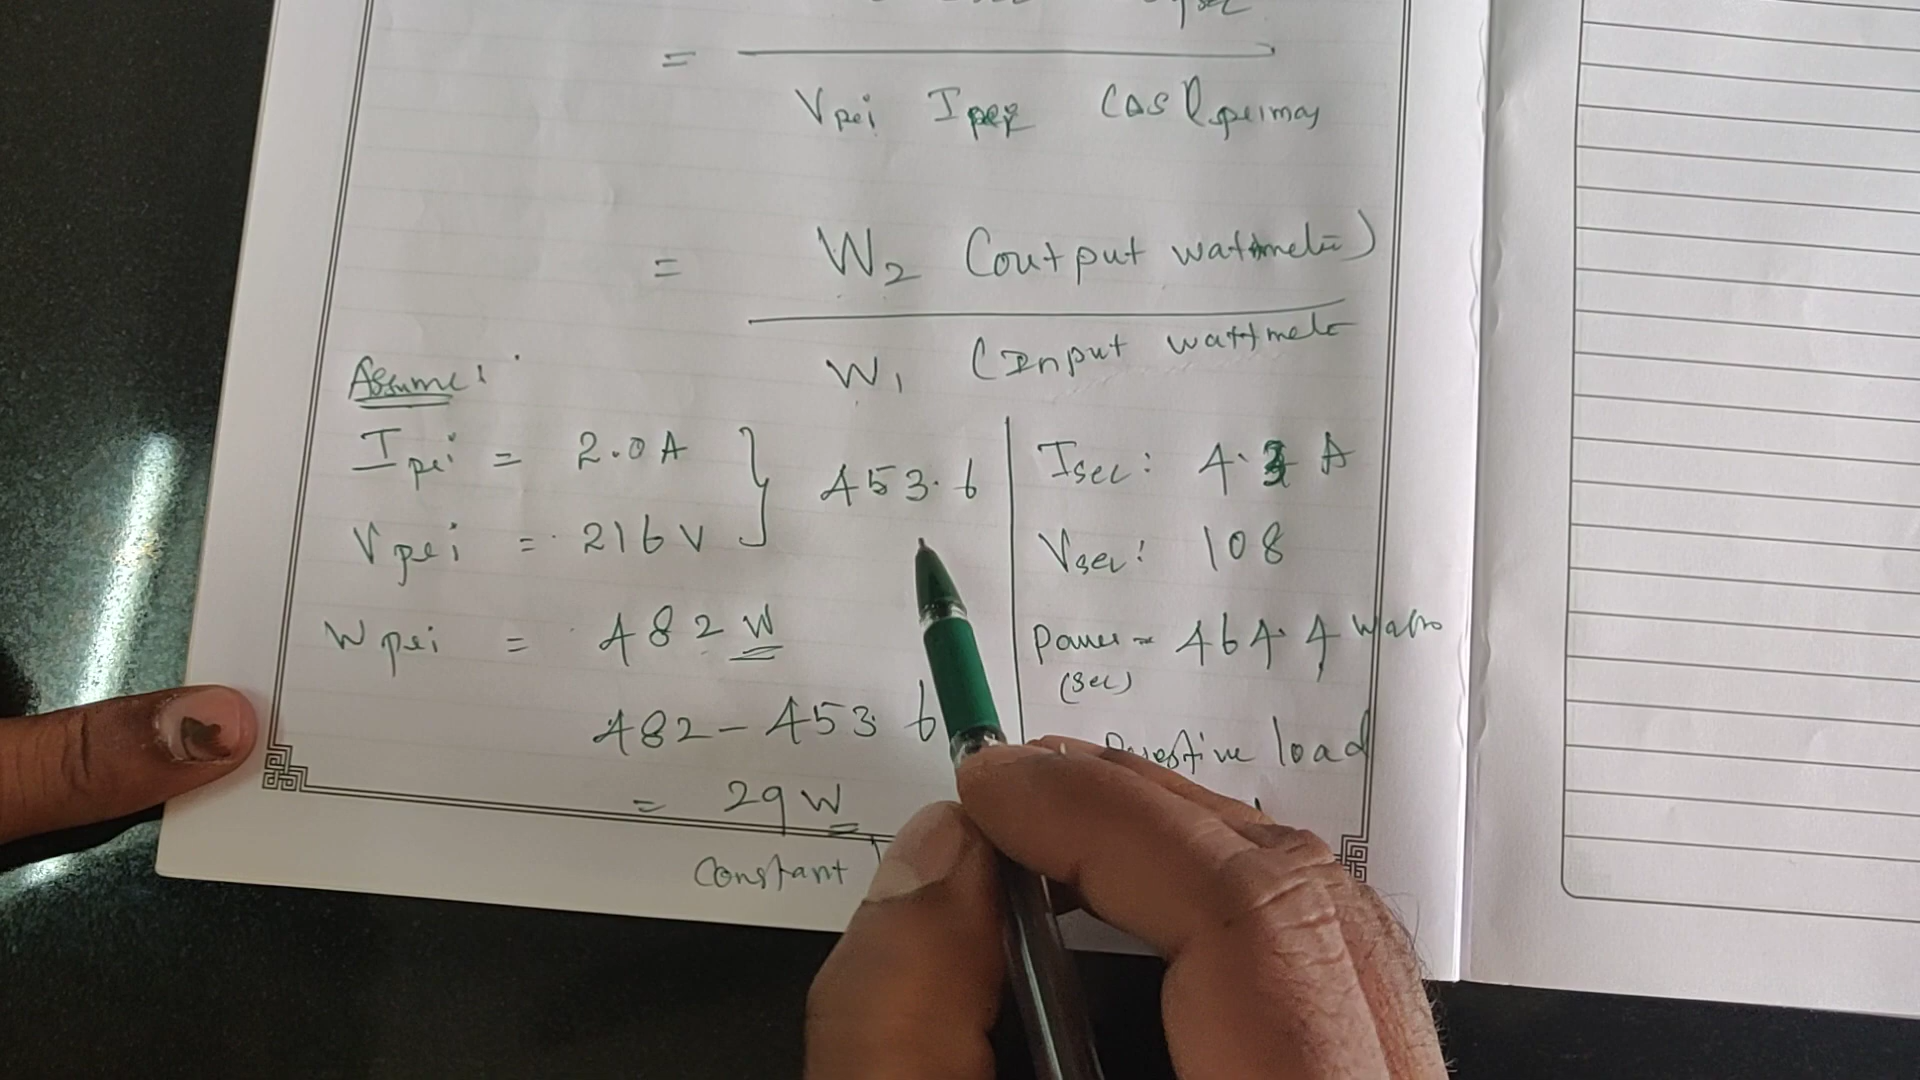 =
Vpri Ipri Cos φprimary
= W2 (output wattmeter)
W1 (Input wattmete
Assume:
Ipri = 2.0 A
Vpri = 216 V
453.6
Wpri = 482 W
482 - 453.6
= 29 W
Constant
Isec: 4.3 A
Vsec: 108
Power = 464.4 Watts
(Sec)
load